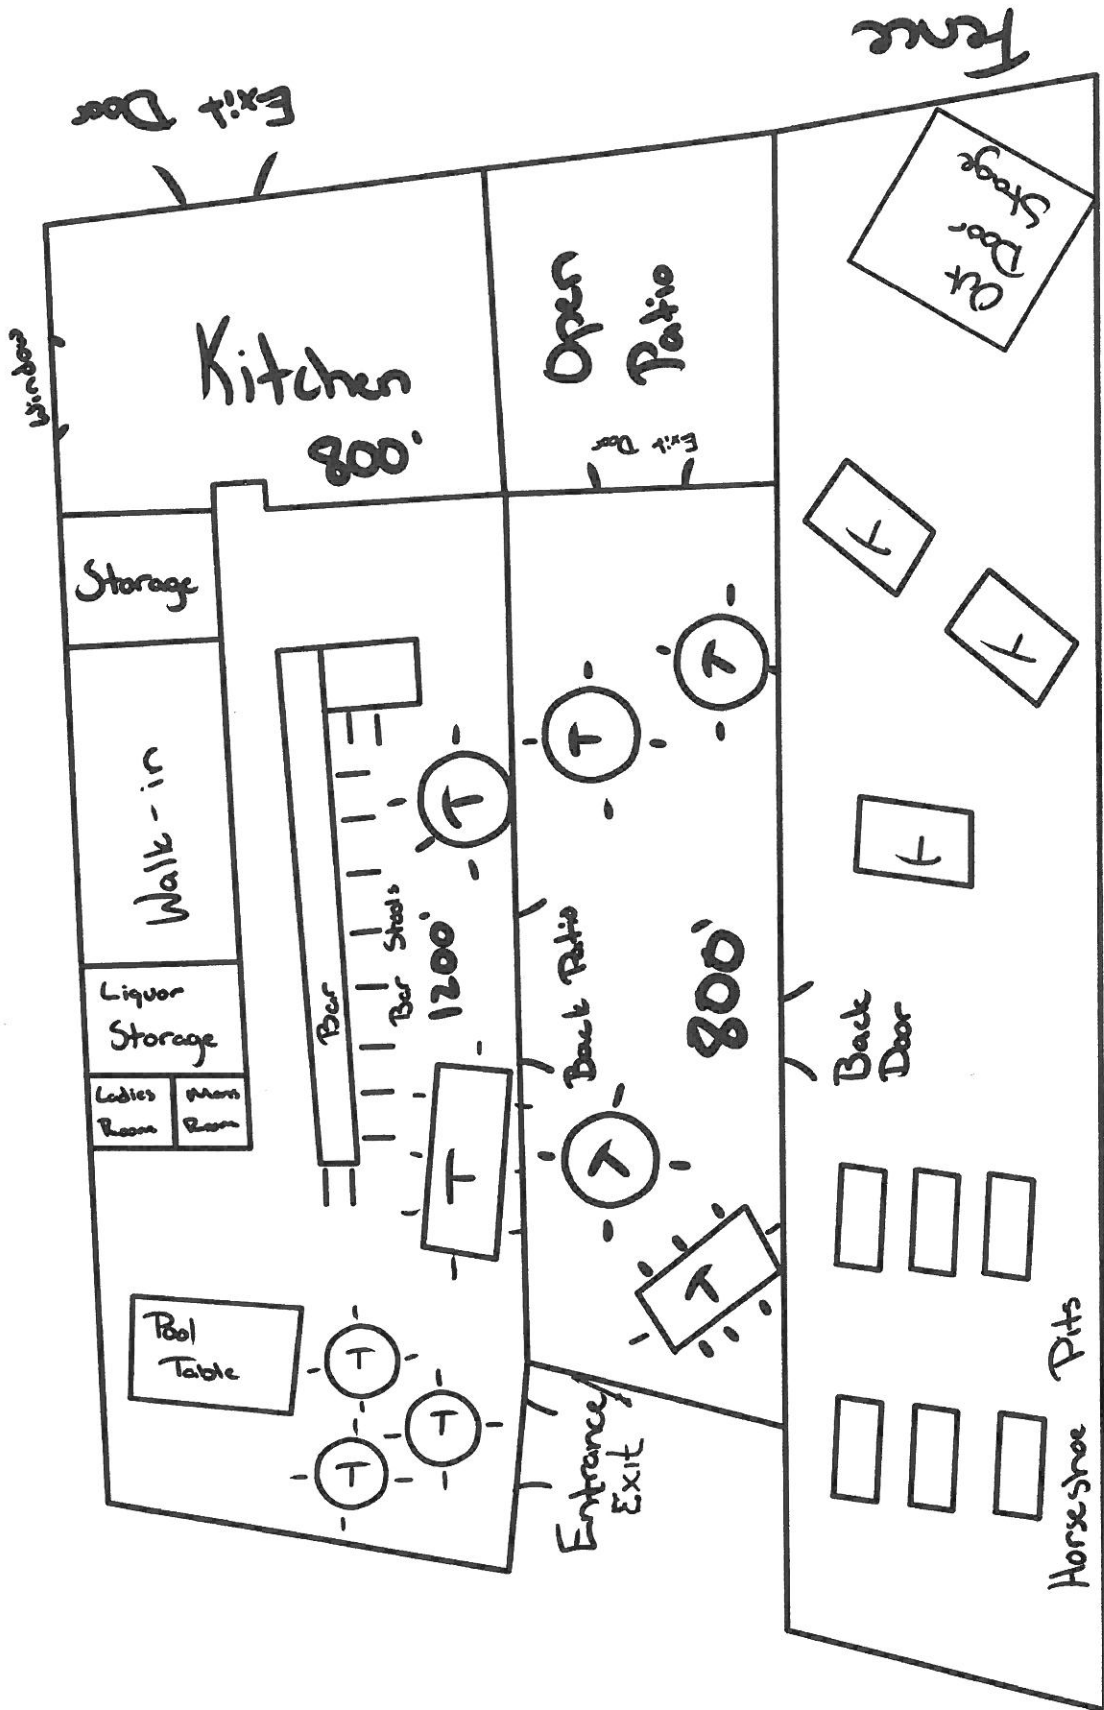 Fence
Exit Door
Window
Kitchen
800'
Open
Patio
Exit Door
Out
Door
Stage
Storage
Walk-in
Liquor
Storage
Ladies
Room
Mens
Room
Bar
Bar Stools
1200'
T
T
T
T
T
T
T
T
T
T
T
T
Back Patio
800'
Back
Door
Pool
Table
Entrance/
Exit
Horseshoe Pits